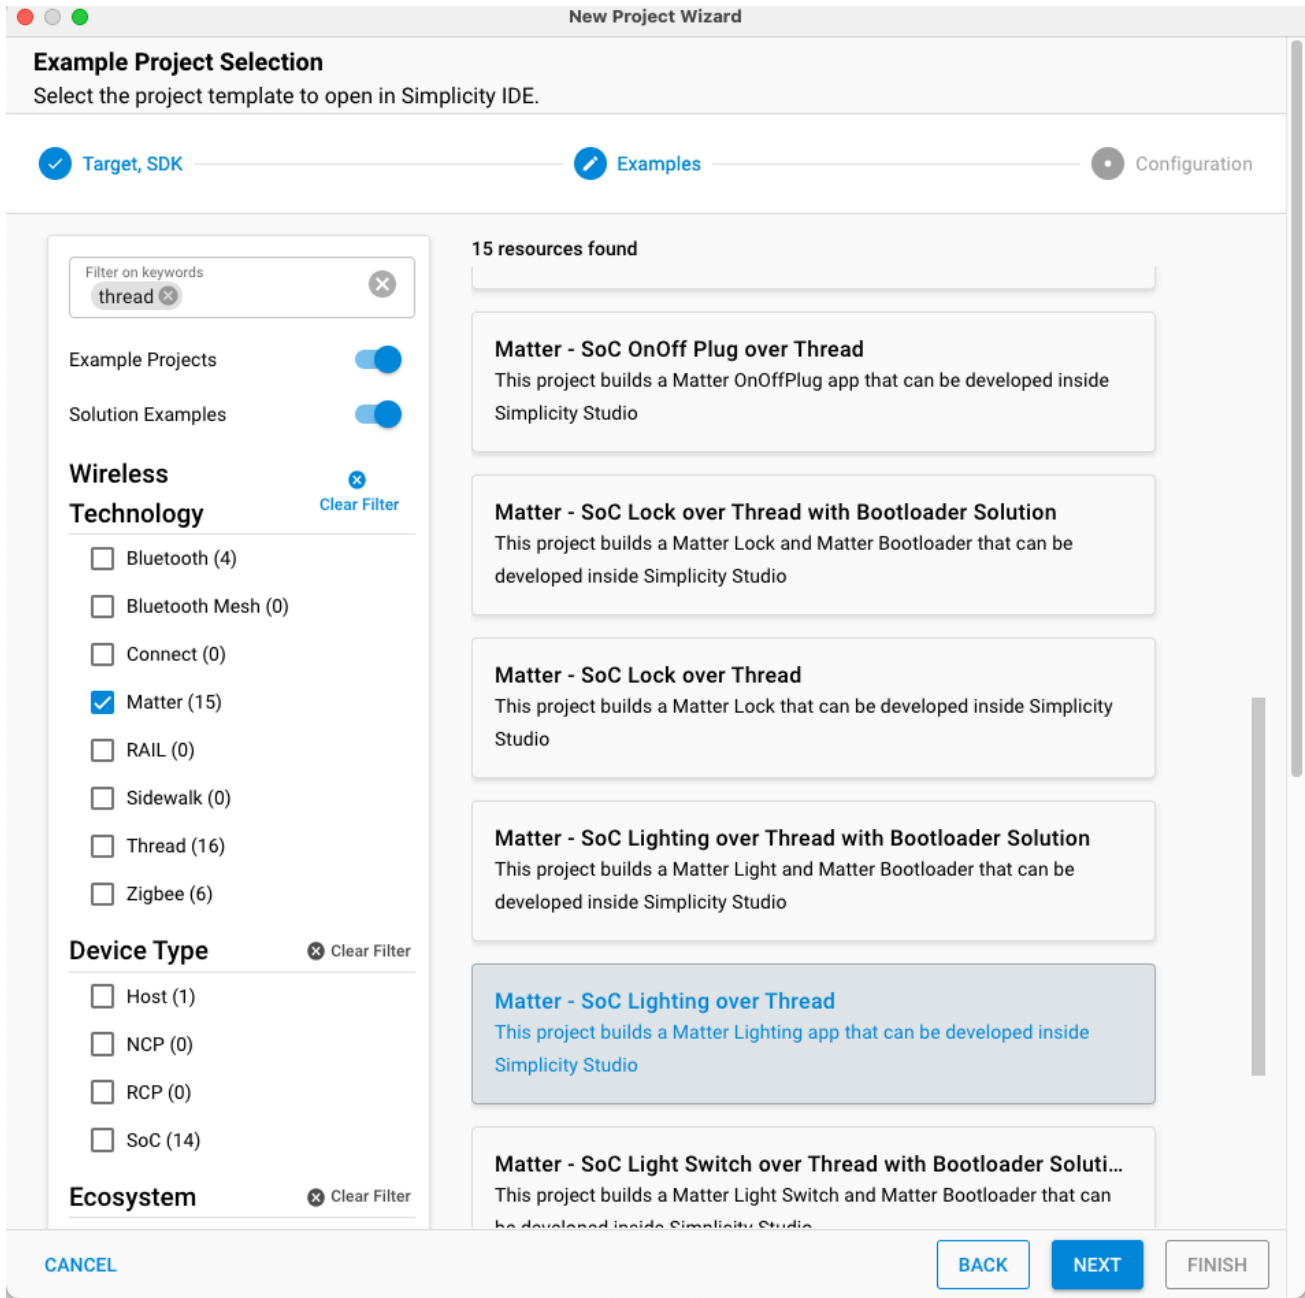 New Project Wizard
Example Project Selection
Select the project template to open in Simplicity IDE.
Target, SDK
Examples
Configuration
Filter on keywords
thread
Example Projects
Solution Examples
Wireless
Technology
Clear Filter
Bluetooth (4)
Bluetooth Mesh (0)
Connect (0)
Matter (15)
RAIL (0)
Sidewalk (0)
Thread (16)
Zigbee (6)
Device Type
Clear Filter
Host (1)
NCP (0)
RCP (0)
SoC (14)
Ecosystem
Clear Filter
15 resources found
Matter - SoC OnOff Plug over Thread
This project builds a Matter OnOffPlug app that can be developed inside
Simplicity Studio
Matter - SoC Lock over Thread with Bootloader Solution
This project builds a Matter Lock and Matter Bootloader that can be
developed inside Simplicity Studio
Matter - SoC Lock over Thread
This project builds a Matter Lock that can be developed inside Simplicity
Studio
Matter - SoC Lighting over Thread with Bootloader Solution
This project builds a Matter Light and Matter Bootloader that can be
developed inside Simplicity Studio
Matter - SoC Lighting over Thread
This project builds a Matter Lighting app that can be developed inside
Simplicity Studio
Matter - SoC Light Switch over Thread with Bootloader Soluti...
This project builds a Matter Light Switch and Matter Bootloader that can
be developed inside Simplicity Studio
CANCEL
BACK
NEXT
FINISH